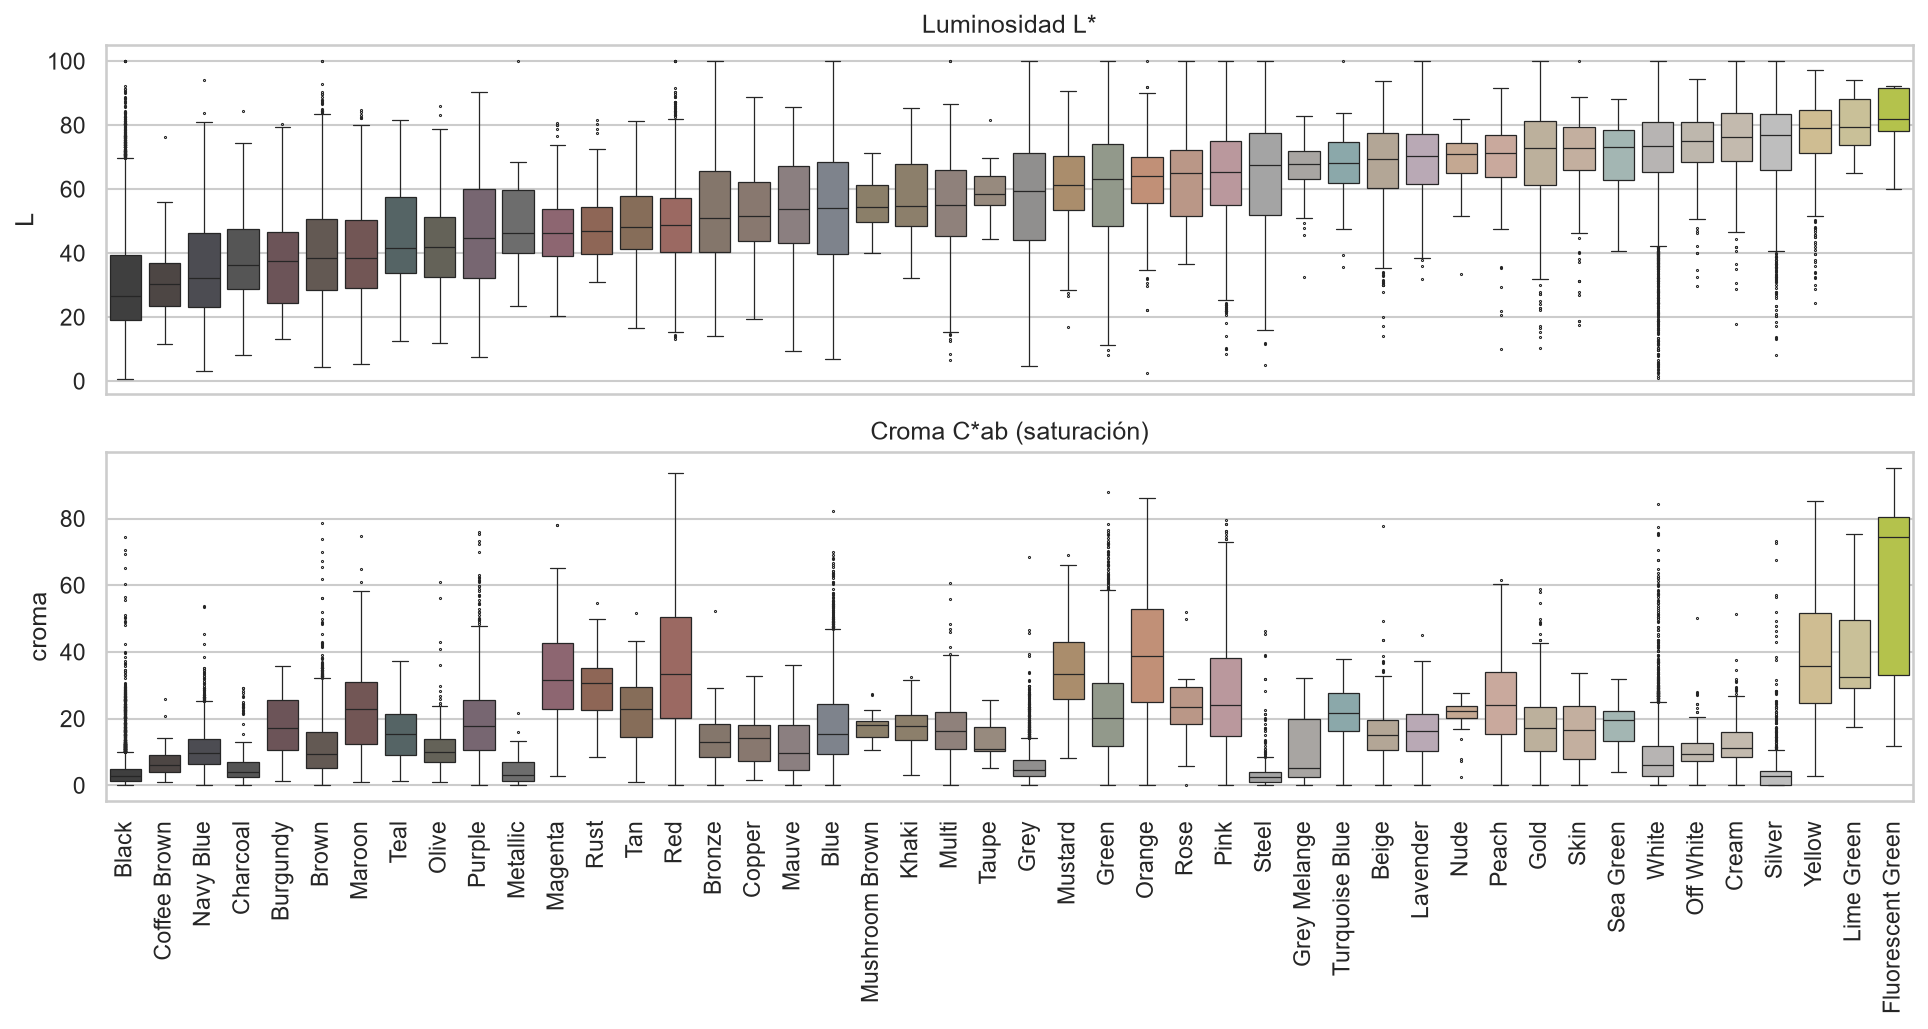 Luminosidad L*
100
80
60
40
20
0
L
Croma C*ab (saturación)
80
60
40
20
0
croma
Black
Coffee Brown
Navy Blue
Charcoal
Burgundy
Brown
Maroon
Teal
Olive
Purple
Metallic
Magenta
Rust
Tan
Red
Bronze
Copper
Mauve
Blue
Mushroom Brown
Khaki
Multi
Taupe
Grey
Mustard
Green
Orange
Rose
Pink
Steel
Grey Melange
Turquoise Blue
Beige
Lavender
Nude
Peach
Gold
Skin
Sea Green
White
Off White
Cream
Silver
Yellow
Lime Green
Fluorescent Green